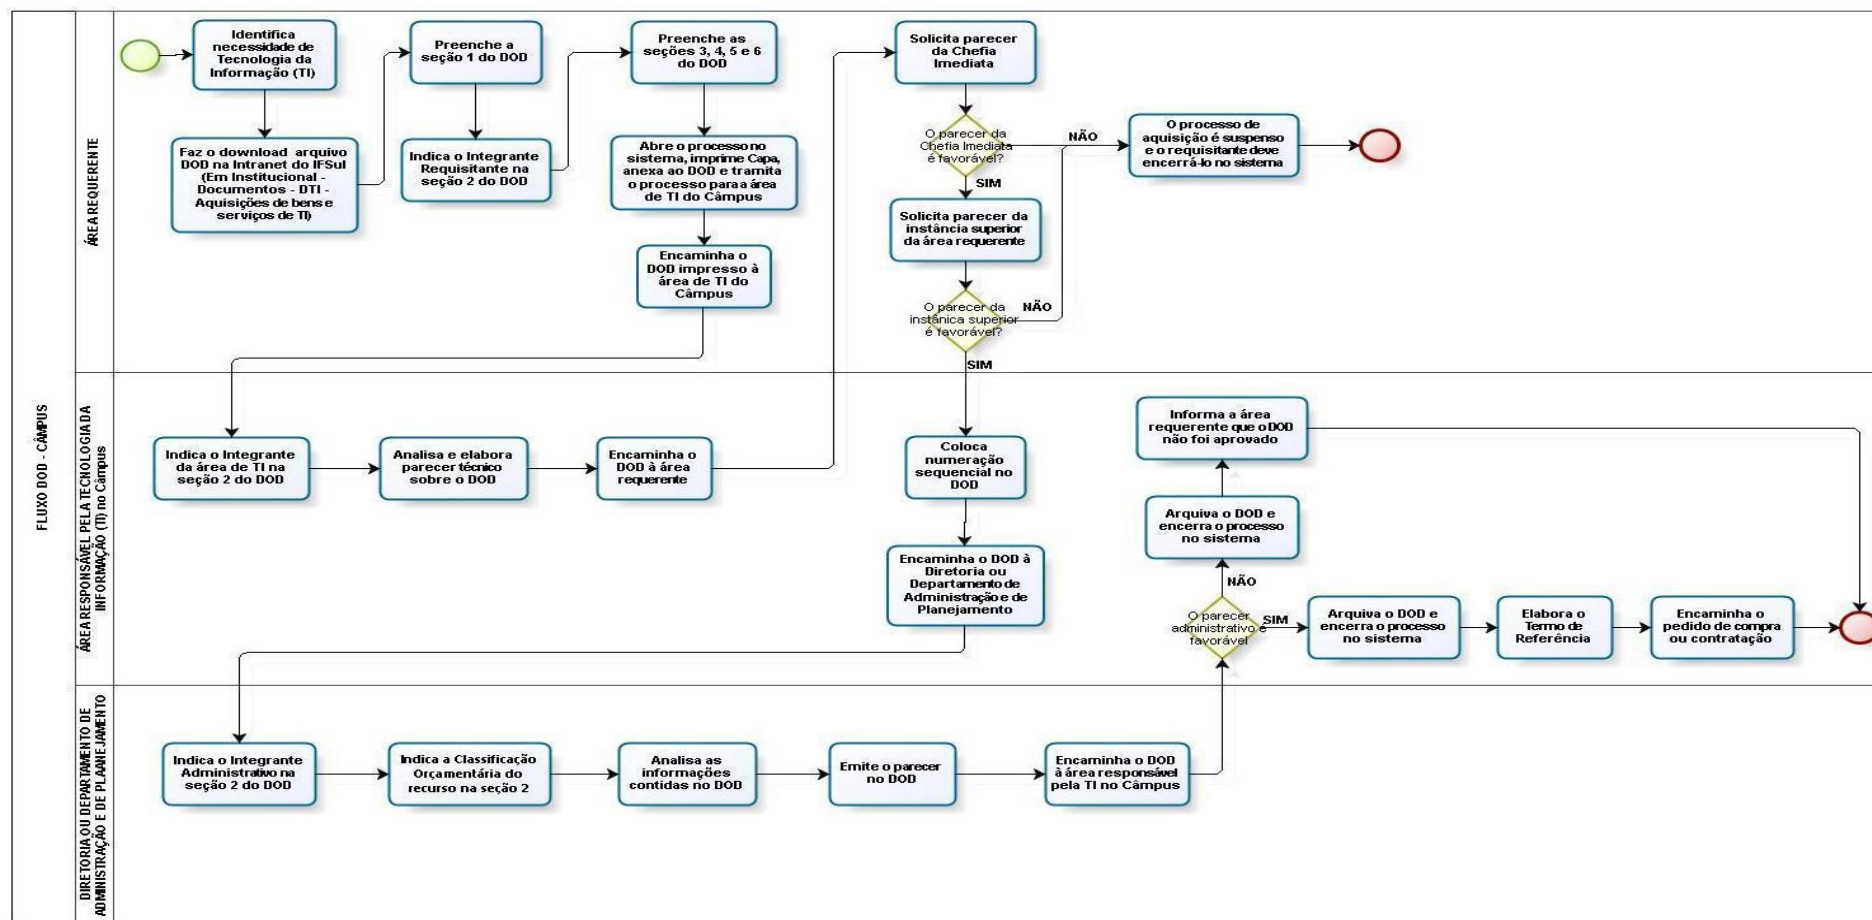 FLUXO DOD - CÂMPUS
ÁREA REQUERENTE
Identifica
necessidade de
Tecnologia da
Informação (TI)
Faz o download arquivo
DOD na Intranet do IFSul
(Em Institucional -
Documentos - DTI -
Aquisições de bens e
serviços de TI)
Preenche a
seção 1 do DOD
Indica o Integrante
Requisitante na
seção 2 do DOD
Preenche as
seções 3, 4, 5 e 6
do DOD
Abre o processo no
sistema, imprime Capa,
anexa ao DOD e tramita
o processo para a área
de TI do Câmpus
Encaminha o
DOD impresso à
área de TI do
Câmpus
Solicita parecer
da Chefia
Imediata
O parecer da
Chefia Imediata
é favorável?
NÃO
SIM
O processo de
aquisição é suspenso
e o requisitante deve
encerrá-lo no sistema
Solicita parecer da
instância superior
da área requerente
O parecer da
instânica superior
é favorável?
NÃO
SIM
ÁREA RESPONSÁVEL PELA TECNOLOGIA DA
INFORMAÇÃO (TI) no Câmpus
Indica o Integrante
da área de TI na
seção 2 do DOD
Analisa e elabora
parecer técnico
sobre o DOD
Encaminha o
DOD à área
requerente
Coloca
numeração
sequencial no
DOD
Encaminha o DOD à
Diretoria ou
Departamento de
Administração e de
Planejamento
Informa a área
requerente que o DOD
não foi aprovado
Arquiva o DOD e
encerra o processo
no sistema
NÃO
O parecer
administrativo é
favorável
SIM
Arquiva o DOD e
encerra o processo
no sistema
Elabora o
Termo de
Referência
Encaminha o
pedido de compra
ou contratação
DIRETORIA OU DEPARTAMENTO DE
ADMINISTRAÇÃO E DE PLAANEJAMENTO
Indica o Integrante
Administrativo na
seção 2 do DOD
Indica a Classificação
Orçamentária do
recurso na seção 2
Analisa as
informações
contidas no DOD
Emite o parecer
no DOD
Encaminha o DOD
à área responsável
pela TI no Câmpus